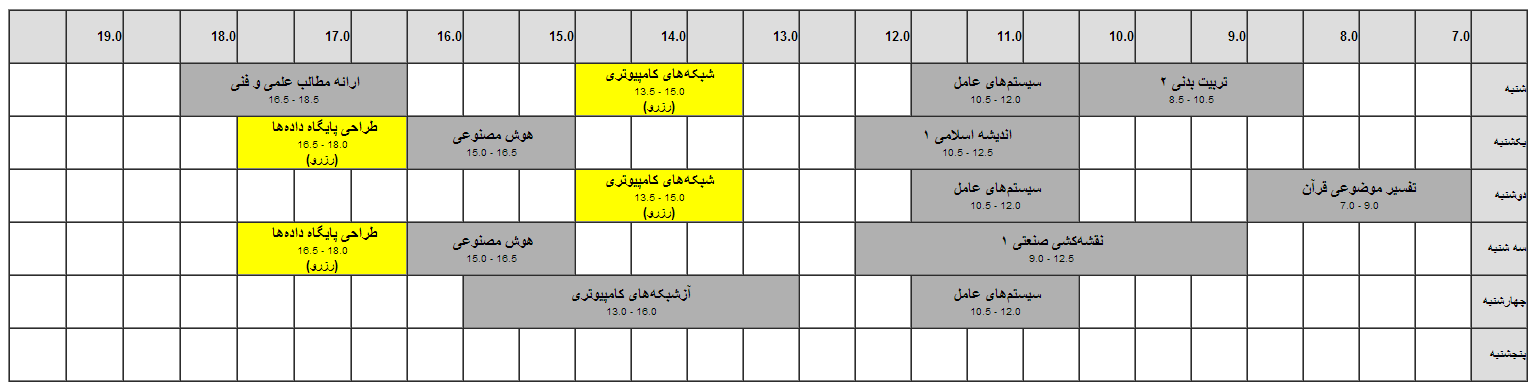 7.0 8.0 9.0 10.0 11.0 12.0 13.0 14.0 15.0 16.0 17.0 18.0 19.0
شنبه
تربیت بدنی ۲
8.5 - 10.5
سیستم‌های عامل
10.5 - 12.0
شبکه‌های کامپیوتری
13.5 - 15.0
(رزرو)
ارائه مطالب علمی و فنی
16.5 - 18.5
یکشنبه
اندیشه اسلامی ۱
10.5 - 12.5
هوش مصنوعی
15.0 - 16.5
طراحی پایگاه داده‌ها
16.5 - 18.0
(رزرو)
دوشنبه
تفسیر موضوعی قرآن
7.0 - 9.0
سیستم‌های عامل
10.5 - 12.0
شبکه‌های کامپیوتری
13.5 - 15.0
(رزرو)
سه شنبه
نقشه‌کشی صنعتی ۱
9.0 - 12.5
هوش مصنوعی
15.0 - 16.5
طراحی پایگاه داده‌ها
16.5 - 18.0
(رزرو)
چهارشنبه
سیستم‌های عامل
10.5 - 12.0
آزشبکه‌های کامپیوتری
13.0 - 16.0
پنجشنبه